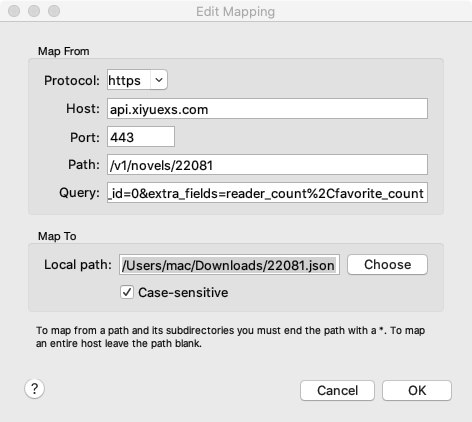 Edit Mapping
Map From
Protocol: https
Host: api.xiyuexs.com
Port: 443
Path: /v1/novels/22081
Query: _id=0&extra_fields=reader_count%2Cfavorite_count
Map To
Local path: /Users/mac/Downloads/22081.json Choose
Case-sensitive
To map from a path and its subdirectories you must end the path with a *. To map
an entire host leave the path blank.
? Cancel OK